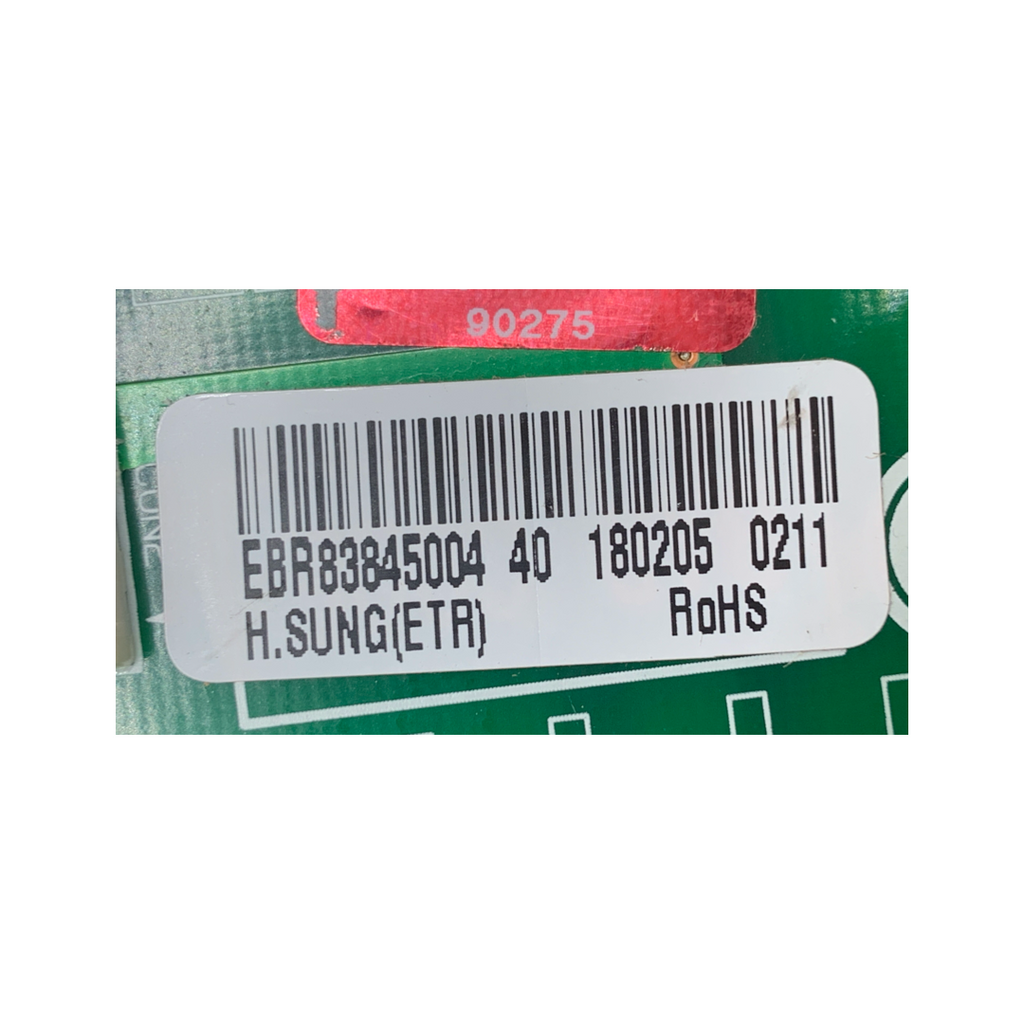 90275
EBR83845004 40 180205 0211
H.SUNG(ETR) RoHS